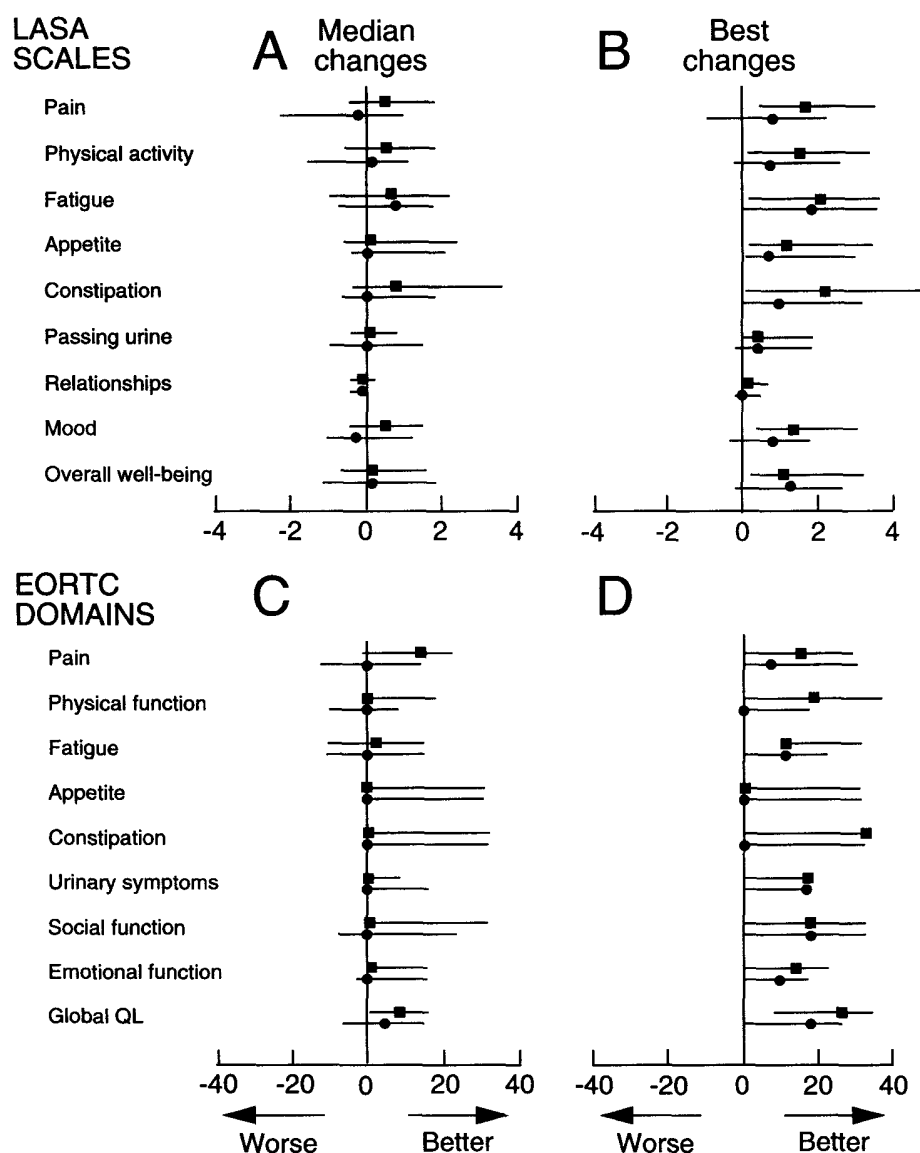 LASA
SCALES
A
Median
changes
B
Best
changes
Pain
Physical activity
Fatigue
Appetite
Constipation
Passing urine
Relationships
Mood
Overall well-being
-4 -2 0 2 4
-4 -2 0 2 4
EORTC
DOMAINS
C
D
Pain
Physical function
Fatigue
Appetite
Constipation
Urinary symptoms
Social function
Emotional function
Global QL
-40 -20 0 20 40
-40 -20 0 20 40
Worse Better
Worse Better